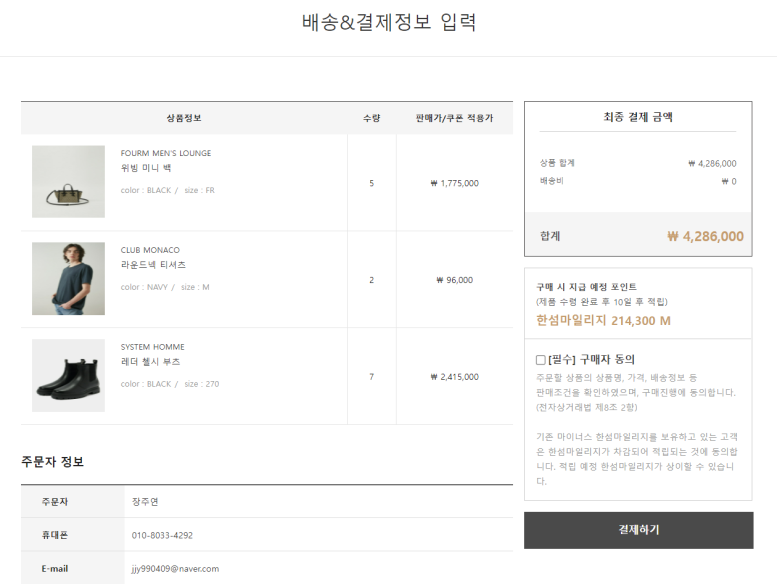 배송&결제정보 입력
상품정보 수량 판매가/쿠폰 적용가
FOURM MEN'S LOUNGE
위빙 미니 백
color : BLACK / size : FR
5
₩ 1,775,000
CLUB MONACO
라운드넥 티셔츠
color : NAVY / size : M
2
₩ 96,000
SYSTEM HOMME
레더 첼시 부츠
color : BLACK / size : 270
7
₩ 2,415,000
주문자 정보
주문자 장주연
휴대폰 010-8033-4292
E-mail jjy990409@naver.com
최종 결제 금액
상품 합계 ₩ 4,286,000
배송비 ₩ 0
합계 ₩ 4,286,000
구매 시 지급 예정 포인트
(제품 수령 완료 후 10일 후 적립)
한섬마일리지 214,300 M
[필수] 구매자 동의
주문할 상품의 상품명, 가격, 배송정보 등
판매조건을 확인하였으며, 구매진행에 동의합니다.
(전자상거래법 제8조 2항)
기존 마이너스 한섬마일리지를 보유하고 있는 고객
은 한섬마일리지가 차감되어 적립되는 것에 동의합
니다. 적립 예정 한섬마일리지가 상이할 수 있습니
다.
결제하기